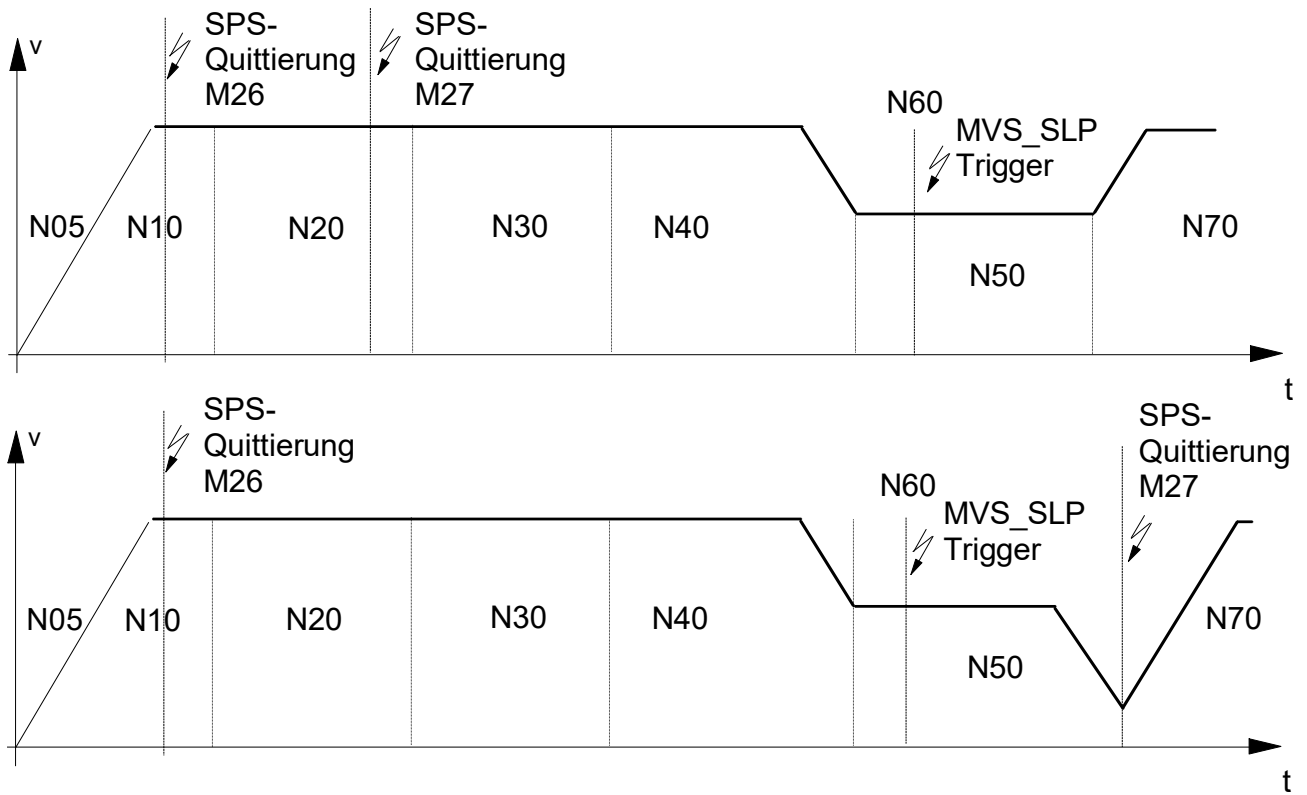 v
SPS-
Quittierung
M26
SPS-
Quittierung
M27
N60
MVS_SLP
Trigger
N05
N10
N20
N30
N40
N50
N70
t
v
SPS-
Quittierung
M26
N60
MVS_SLP
Trigger
SPS-
Quittierung
M27
N05
N10
N20
N30
N40
N50
N70
t